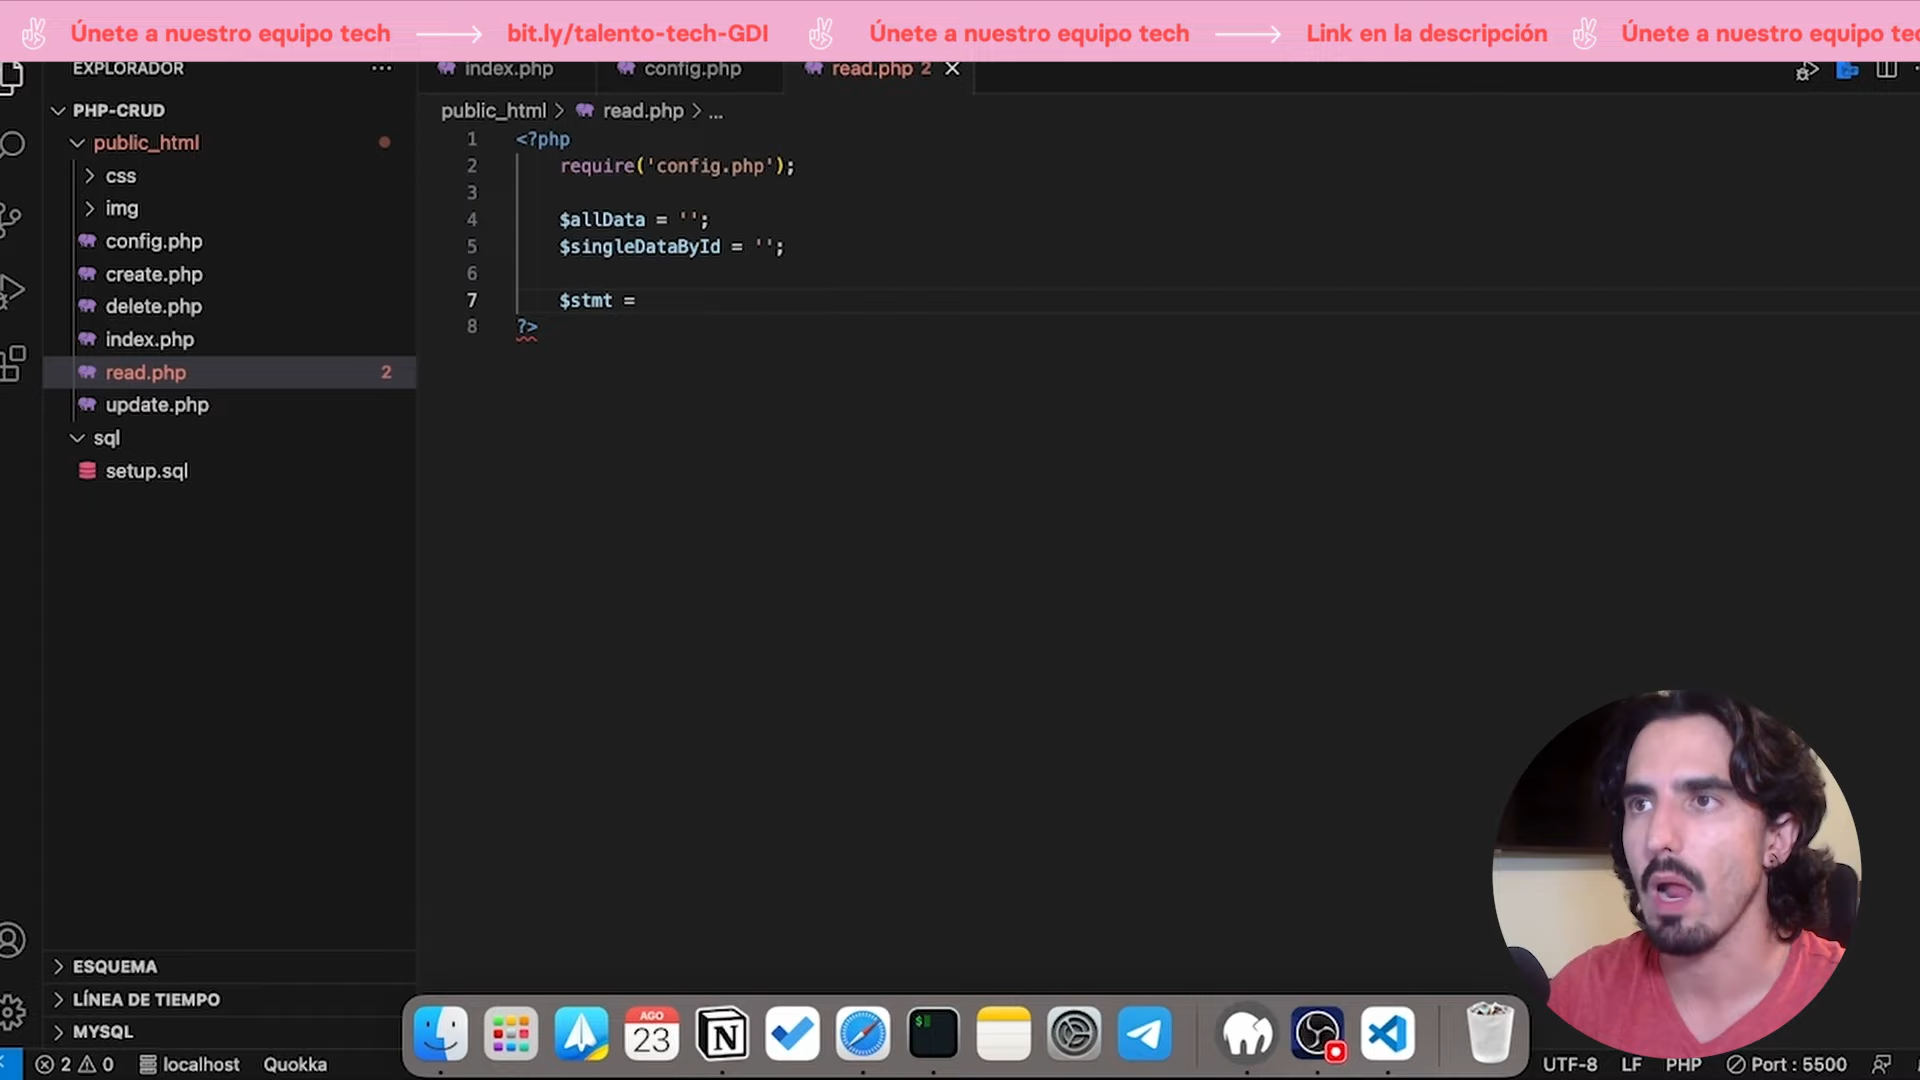 Únete a nuestro equipo tech bit.ly/talento-tech-GDI Únete a nuestro equipo tech Link en la descripción Únete a nuestro equipo tec
EXPLORADOR ...
index.php config.php read.php 2
PHP-CRUD
public_html
css
img
config.php
create.php
delete.php
index.php
read.php 2
update.php
sql
setup.sql
public_html > read.php > ...
1 <?php
2 require('config.php');
3
4 $allData = '';
5 $singleDataById = '';
6
7 $stmt =
8 ?>
ESQUEMA
LÍNEA DE TIEMPO
MYSQL
AGO
23
2 0 localhost Quokka
UTF-8 LF PHP Port : 5500